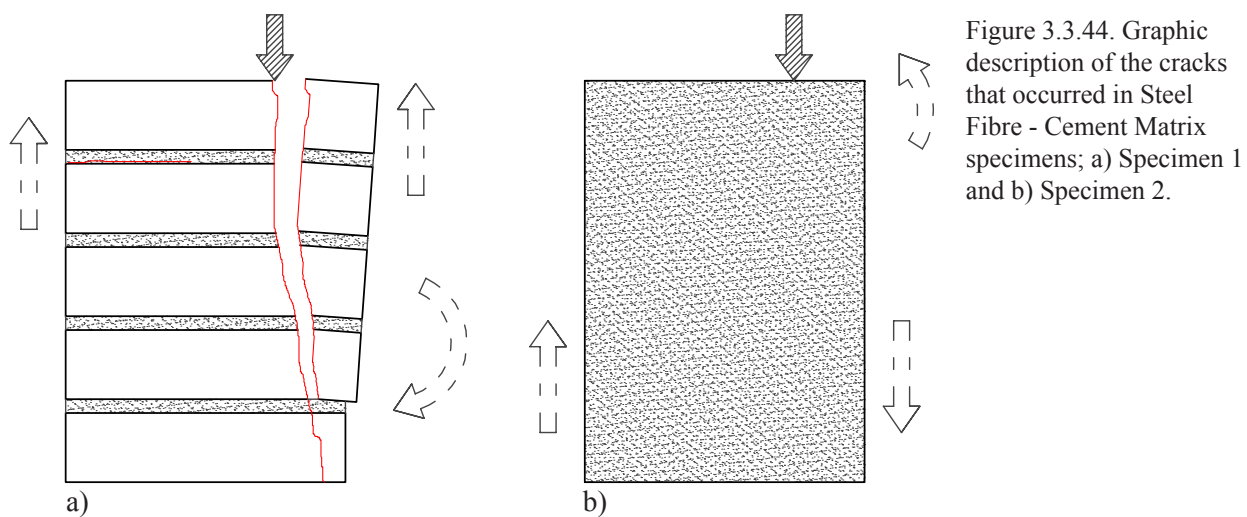 Figure 3.3.44. Graphic
description of the cracks
that occurred in Steel
Fibre - Cement Matrix
specimens; a) Specimen 1
and b) Specimen 2.
a)
b)